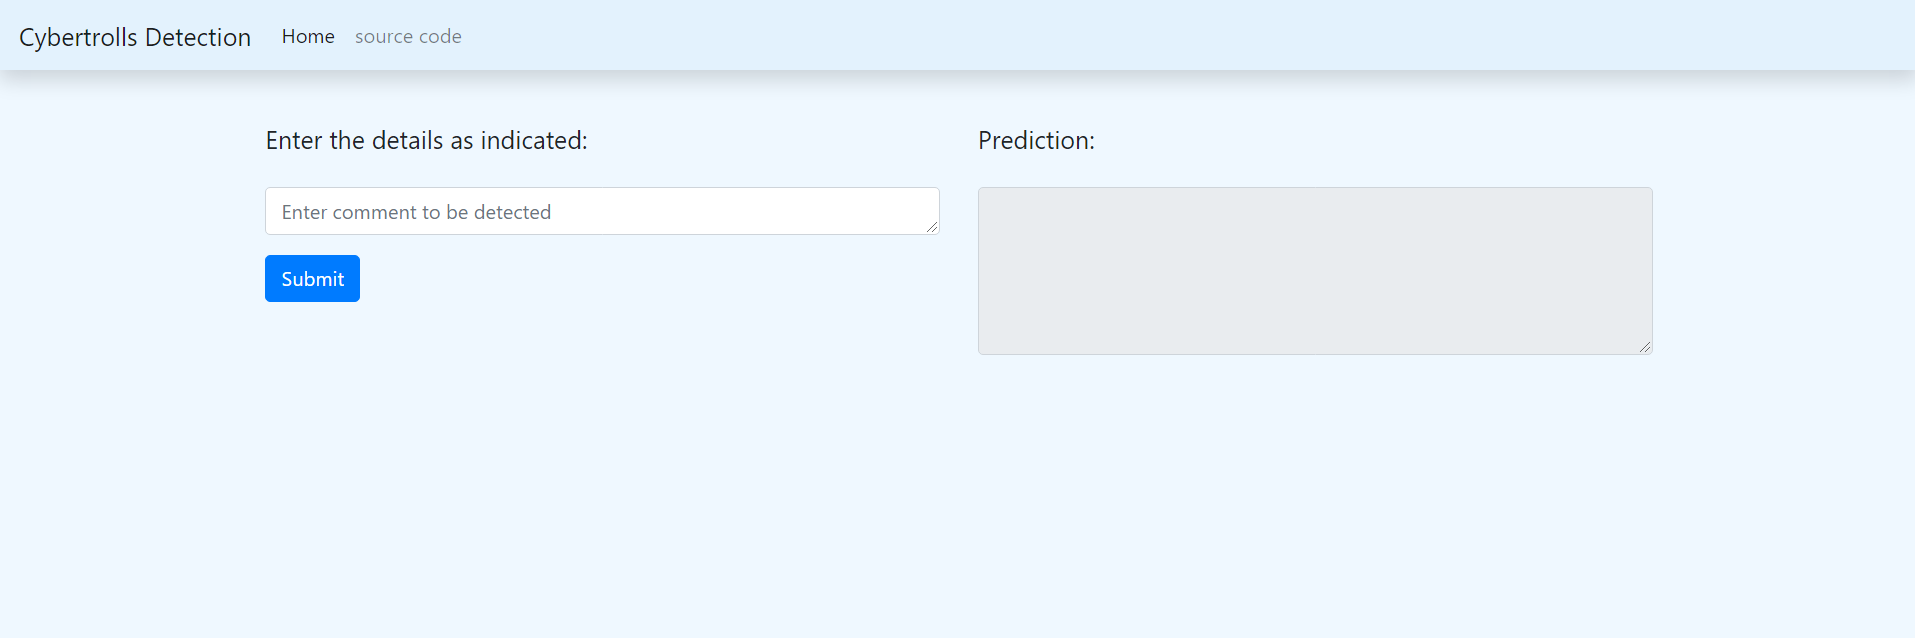 Cybertrolls Detection Home source code
Enter the details as indicated:
Enter comment to be detected
Submit
Prediction: